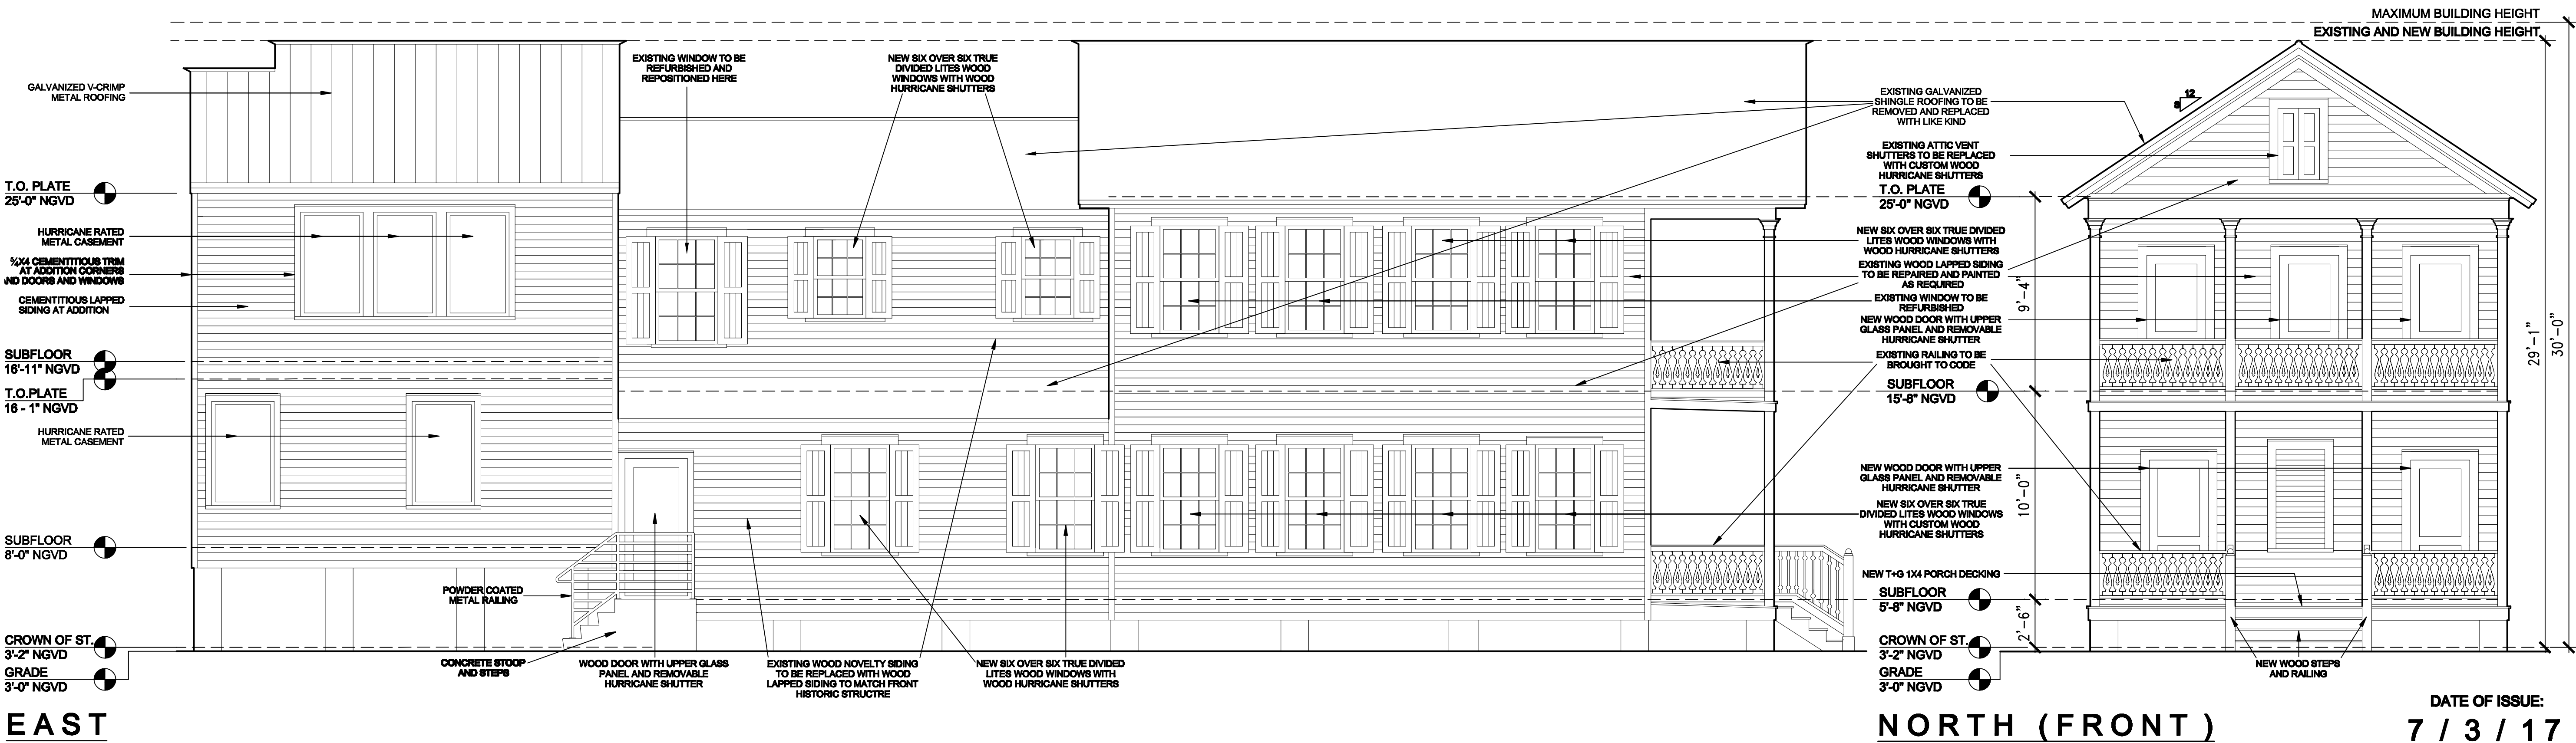 MAXIMUM BUILDING HEIGHT
EXISTING AND NEW BUILDING HEIGHT
GALVANIZED V-CRIMP
METAL ROOFING
T.O. PLATE
25'-0" NGVD
HURRICANE RATED
METAL CASEMENT
5/4X4 CEMENTITIOUS TRIM
AT ADDITION CORNERS
AND DOORS AND WINDOWS
CEMENTITIOUS LAPPED
SIDING AT ADDITION
SUBFLOOR
16'-11" NGVD
T.O.PLATE
16 - 1" NGVD
HURRICANE RATED
METAL CASEMENT
SUBFLOOR
8'-0" NGVD
CROWN OF ST.
3'-2" NGVD
GRADE
3'-0" NGVD
EAST
EXISTING WINDOW TO BE
REFURBISHED AND
REPOSITIONED HERE
NEW SIX OVER SIX TRUE
DIVIDED LITES WOOD
WINDOWS WITH WOOD
HURRICANE SHUTTERS
POWDER COATED
METAL RAILING
CONCRETE STOOP
AND STEPS
WOOD DOOR WITH UPPER GLASS
PANEL AND REMOVABLE
HURRICANE SHUTTER
EXISTING WOOD NOVELTY SIDING
TO BE REPLACED WITH WOOD
LAPPED SIDING TO MATCH FRONT
HISTORIC STRUCTRE
NEW SIX OVER SIX TRUE DIVIDED
LITES WOOD WINDOWS WITH
WOOD HURRICANE SHUTTERS
EXISTING GALVANIZED
SHINGLE ROOFING TO BE
REMOVED AND REPLACED
WITH LIKE KIND
EXISTING ATTIC VENT
SHUTTERS TO BE REPLACED
WITH CUSTOM WOOD
HURRICANE SHUTTERS
T.O. PLATE
25'-0" NGVD
NEW SIX OVER SIX TRUE DIVIDED
LITES WOOD WINDOWS WITH
WOOD HURRICANE SHUTTERS
EXISTING WOOD LAPPED SIDING
TO BE REPAIRED AND PAINTED
AS REQUIRED
EXISTING WINDOW TO BE
REFURBISHED
NEW WOOD DOOR WITH UPPER
GLASS PANEL AND REMOVABLE
HURRICANE SHUTTER
EXISTING RAILING TO BE
BROUGHT TO CODE
SUBFLOOR
15'-8" NGVD
NEW WOOD DOOR WITH UPPER
GLASS PANEL AND REMOVABLE
HURRICANE SHUTTER
NEW SIX OVER SIX TRUE
DIVIDED LITES WOOD WINDOWS
WITH CUSTOM WOOD
HURRICANE SHUTTERS
NEW T+G 1X4 PORCH DECKING
SUBFLOOR
5'-8" NGVD
CROWN OF ST.
3'-2" NGVD
GRADE
3'-0" NGVD
9'-4"
10'-0"
2'-6"
12
8
29'-1"
30'-0"
NEW WOOD STEPS
AND RAILING
NORTH (FRONT )
DATE OF ISSUE:
7 / 3 / 17